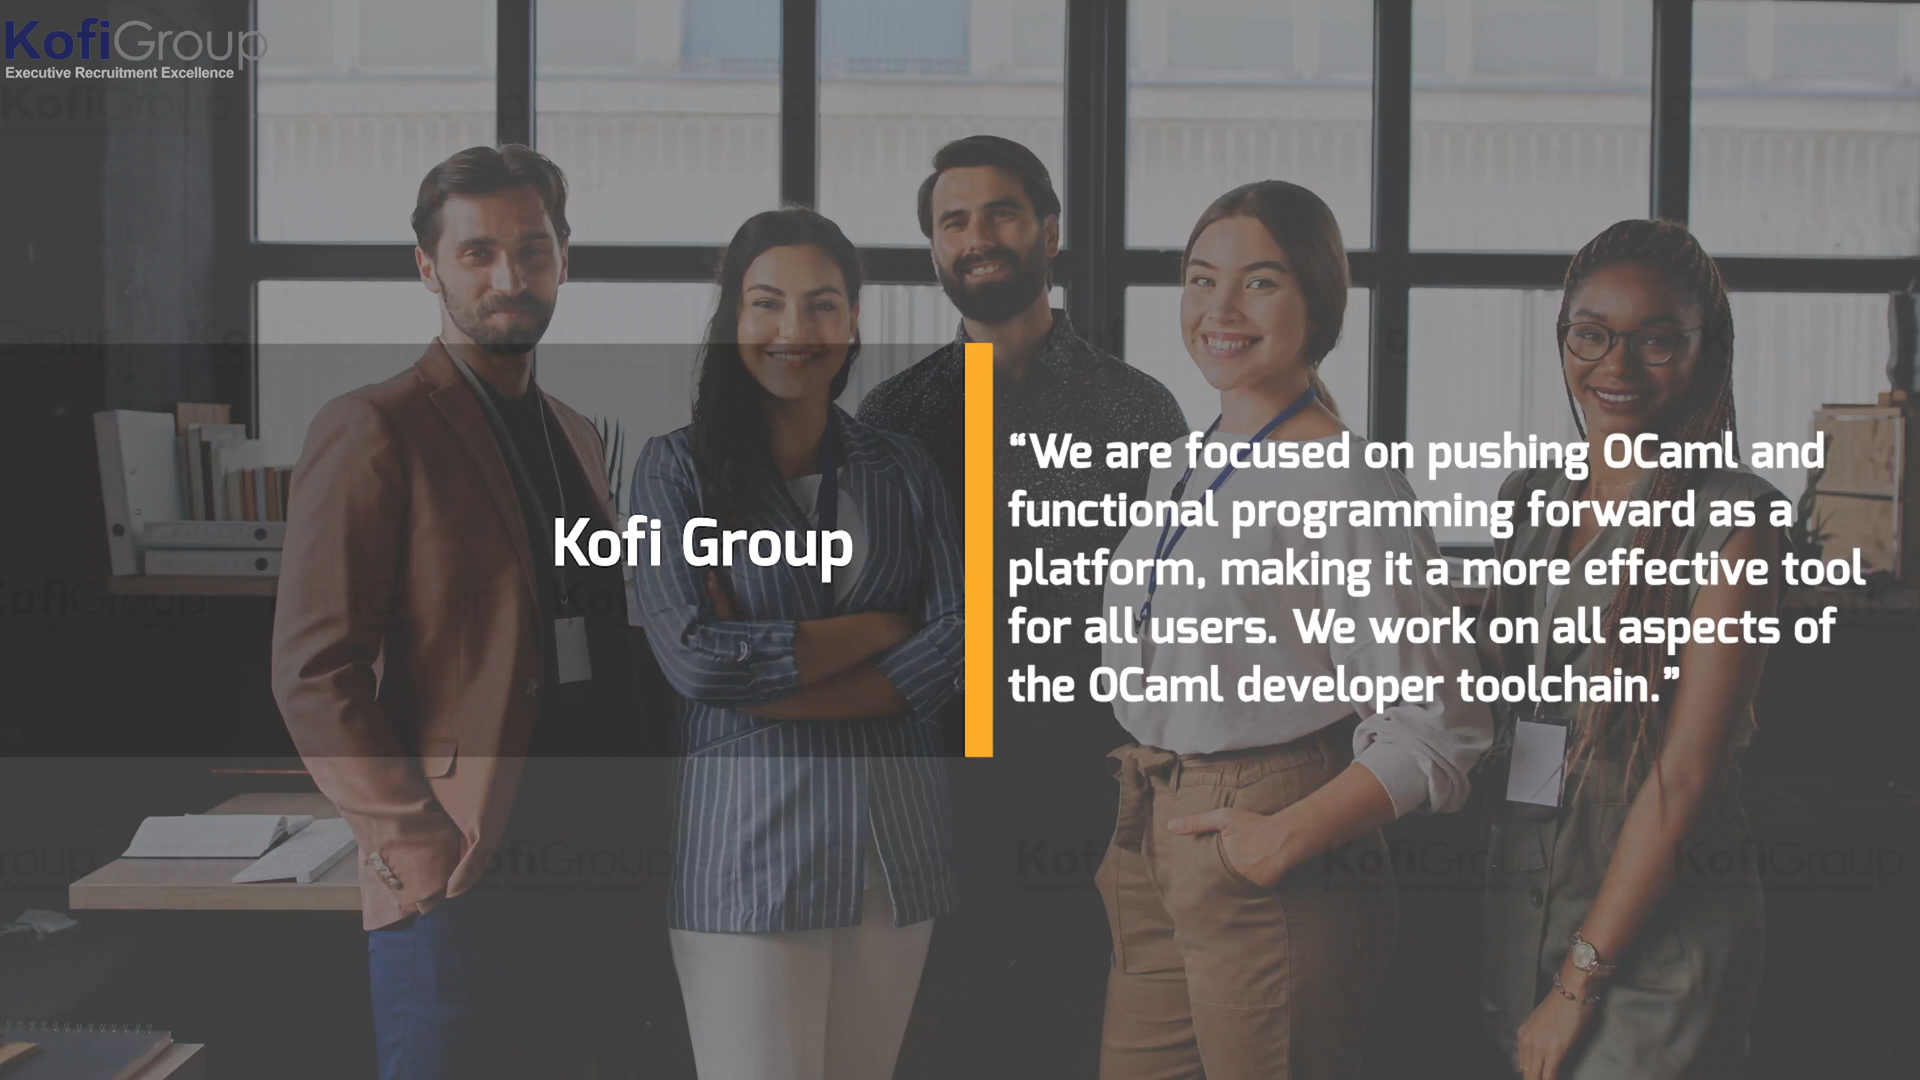 KofiGroup
Executive Recruitment Excellence
Kofi Group
“We are focused on pushing OCaml and
functional programming forward as a
platform, making it a more effective tool
for all users. We work on all aspects of
the OCaml developer toolchain.”